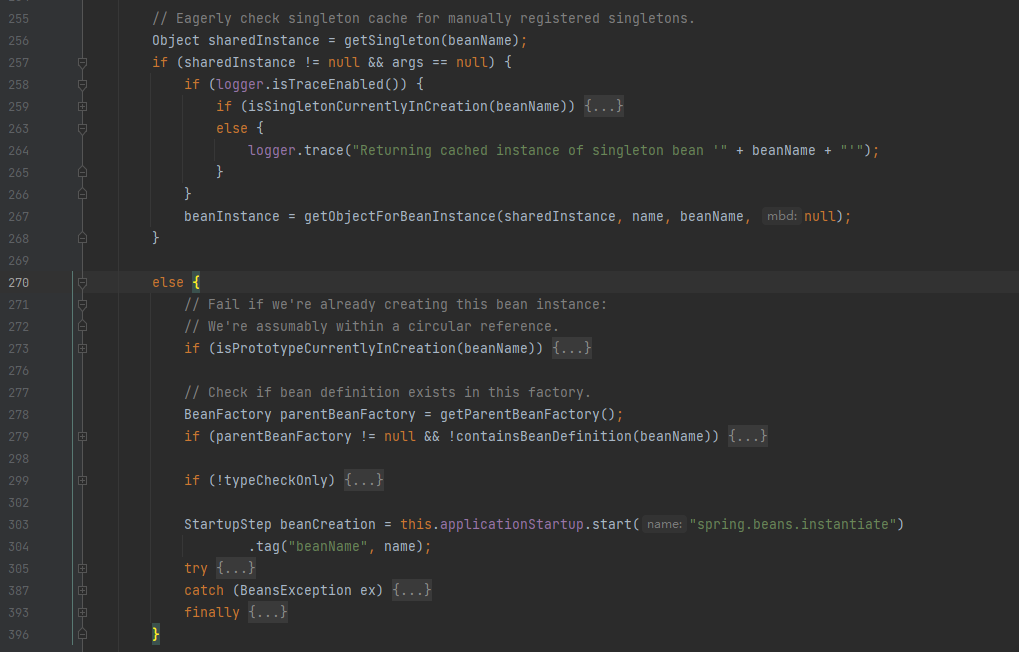 255 // Eagerly check singleton cache for manually registered singletons.
256 Object sharedInstance = getSingleton(beanName);
257 if (sharedInstance != null && args == null) {
258 if (logger.isTraceEnabled()) {
259 if (isSingletonCurrentlyInCreation(beanName)) {...}
263 else {
264 logger.trace("Returning cached instance of singleton bean '" + beanName + "'");
265 }
266 }
267 beanInstance = getObjectForBeanInstance(sharedInstance, name, beanName, mbd: null);
268 }
269
270 else {
271 // Fail if we're already creating this bean instance:
272 // We're assumably within a circular reference.
273 if (isPrototypeCurrentlyInCreation(beanName)) {...}
276
277 // Check if bean definition exists in this factory.
278 BeanFactory parentBeanFactory = getParentBeanFactory();
279 if (parentBeanFactory != null && !containsBeanDefinition(beanName)) {...}
298
299 if (!typeCheckOnly) {...}
302
303 StartupStep beanCreation = this.applicationStartup.start( name: "spring.beans.instantiate")
304 .tag("beanName", name);
305 try {...}
387 catch (BeansException ex) {...}
393 finally {...}
396 }